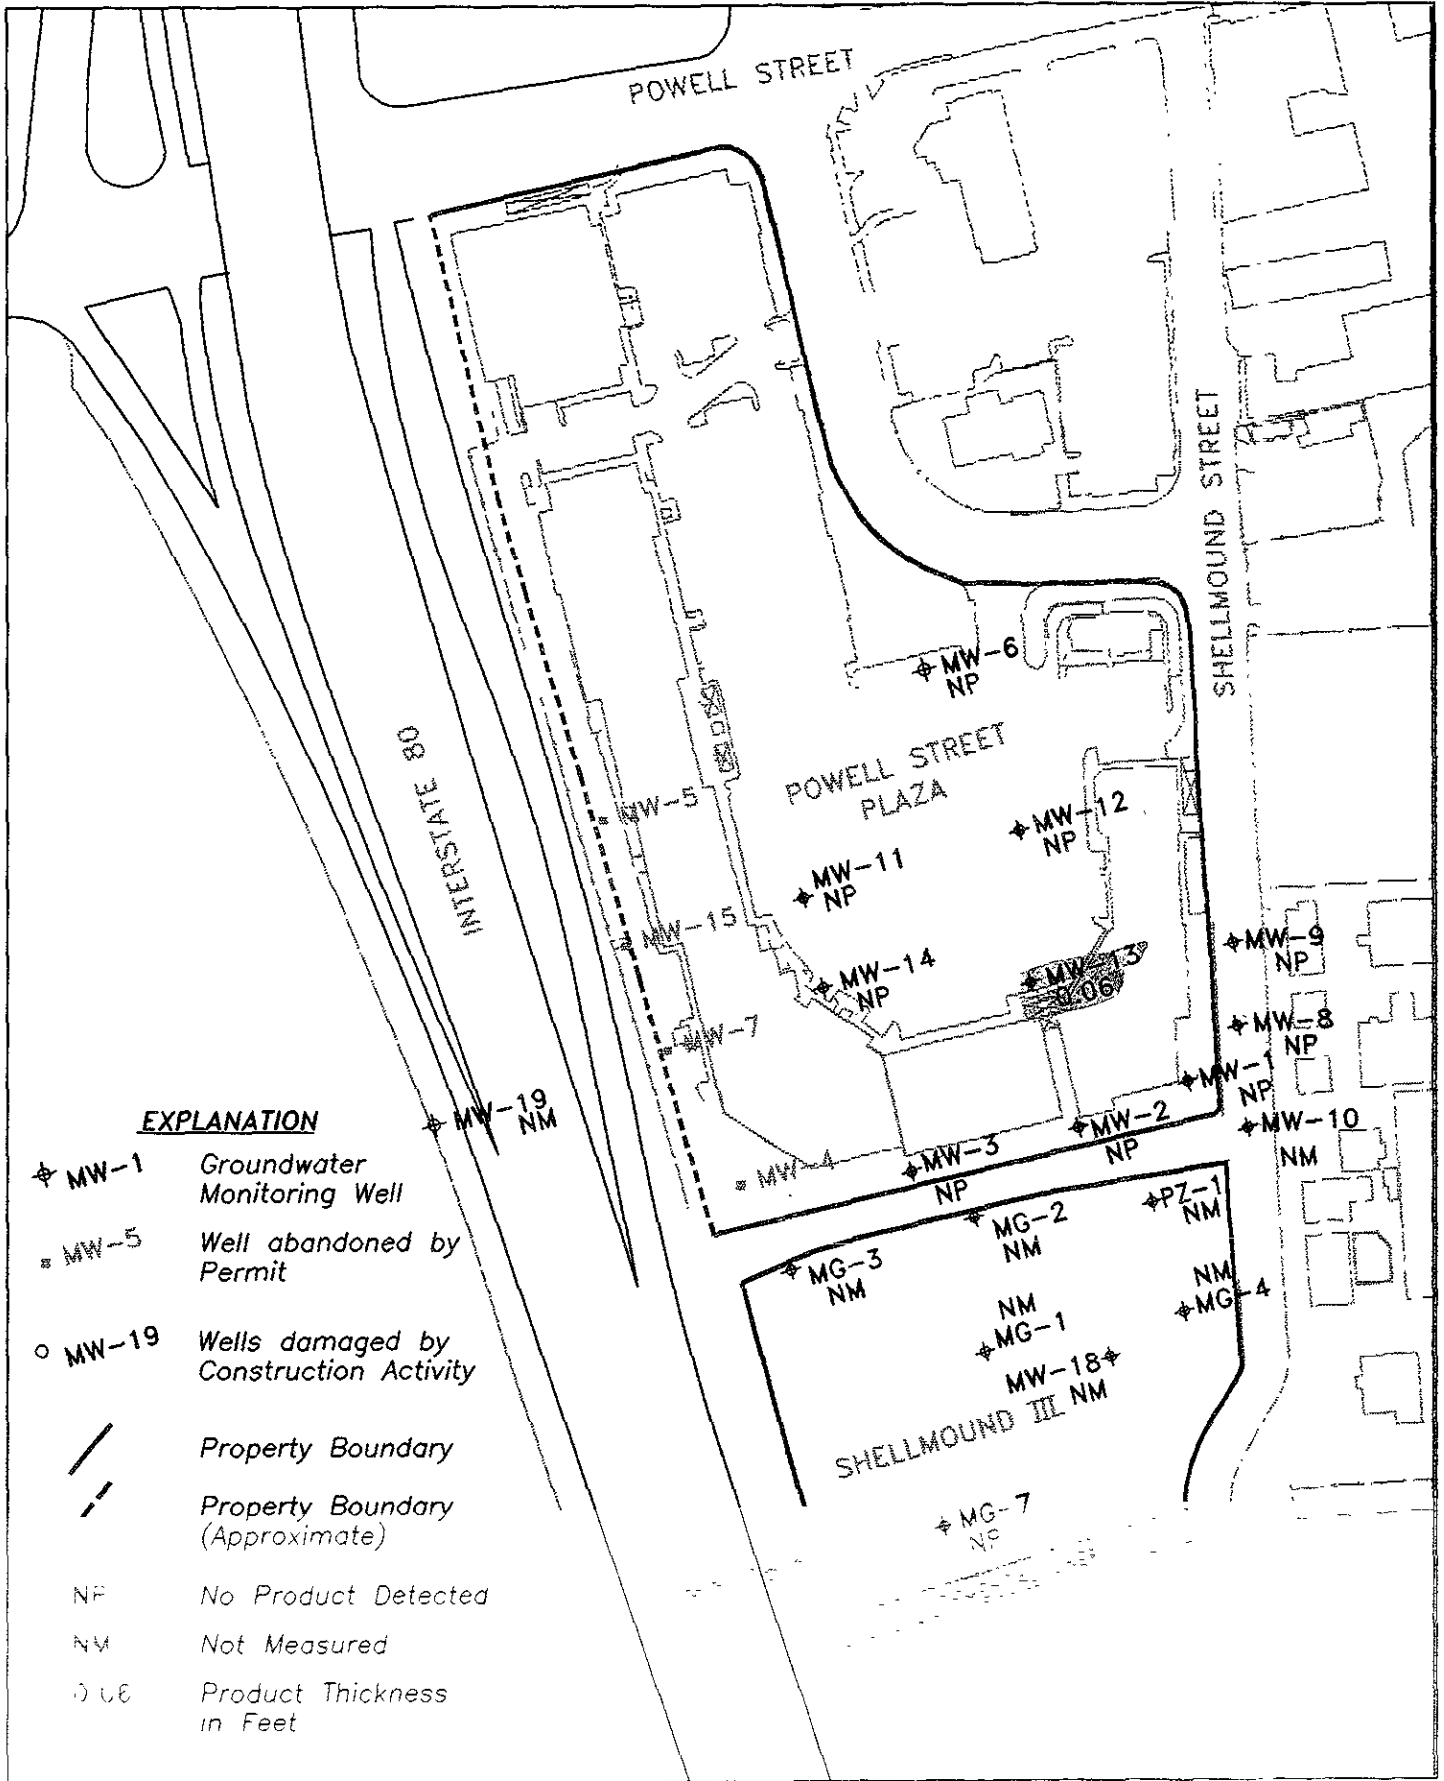 POWELL STREET
SHELLMOUND STREET
MW-6
NP
INTERSTATE 80
POWELL STREET
PLAZA
MW-5
MW-12
NP
MW-11
NP
MW-15
MW-9
NP
MW-14
NP
MW-13
0.06
MW-7
MW-8
NP
MW-1
NP
MW-19
NM
MW-2
NP
MW-10
NM
MW-3
NP
MW-4
PZ-1
NM
MG-2
NM
MG-3
NM
NM
MG-4
NM
MG-1
MW-18
NM
SHELLMOUND III
MG-7
NP
EXPLANATION
MW-1 Groundwater
Monitoring Well
MW-5 Well abandoned by
Permit
MW-19 Wells damaged by
Construction Activity
Property Boundary
Property Boundary
(Approximate)
NP No Product Detected
NM Not Measured
0.06 Product Thickness
in Feet